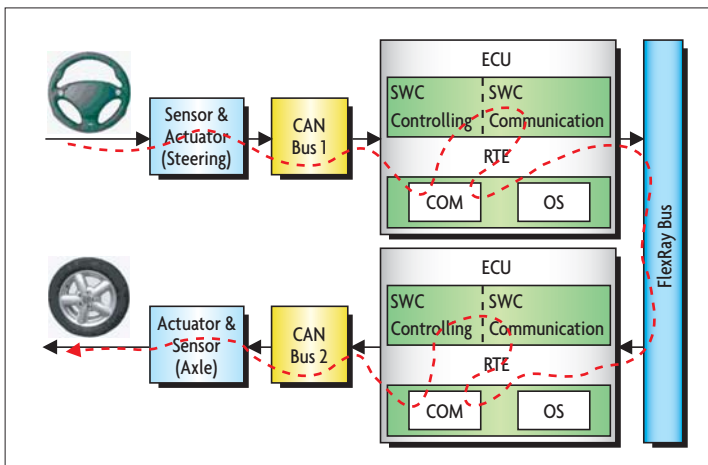 ECU
SWC SWC
Controlling Communication
RTE
COM OS
Sensor &
Actuator
(Steering)
CAN
Bus 1
FlexRay Bus
ECU
SWC SWC
Controlling Communication
RTE
COM OS
Actuator &
Sensor
(Axle)
CAN
Bus 2